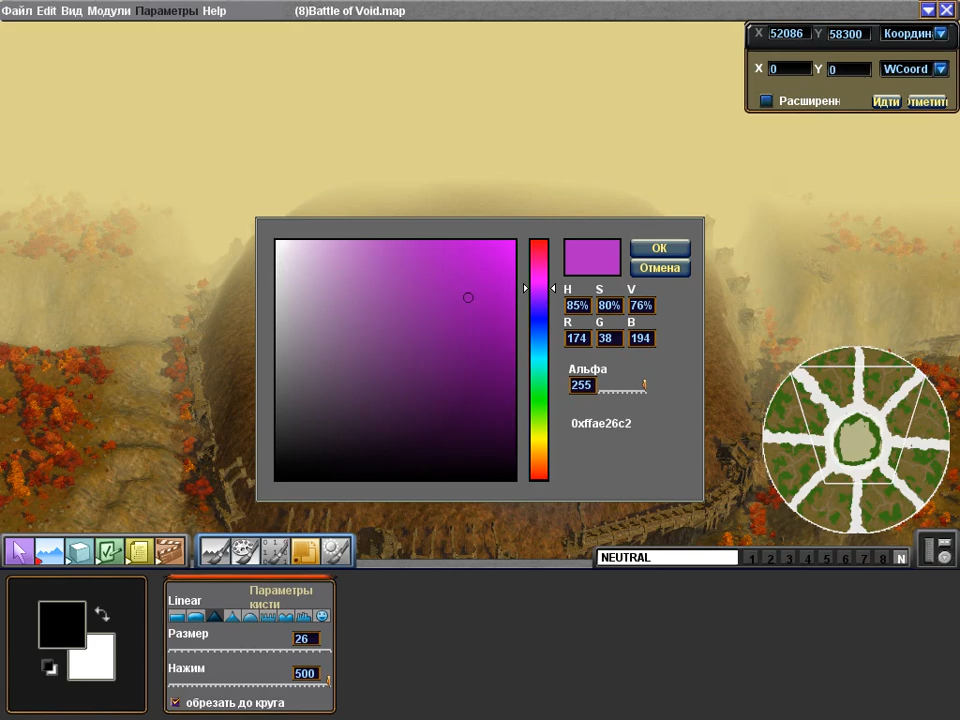 Файл Edit Вид Модули Параметры Help (8)Battle of Void.map
X 52086 Y 58300 Координ
X 0 Y 0 WCoord
Расширенн Идти Отметит
ОК
Отмена
H S V
85% 80% 76%
R G B
174 38 194
Альфа
255
0xffae26c2
NEUTRAL 1 2 3 4 5 6 7 8 N
Linear Параметры
кисти
Размер 26
Нажим 500
обрезать до круга